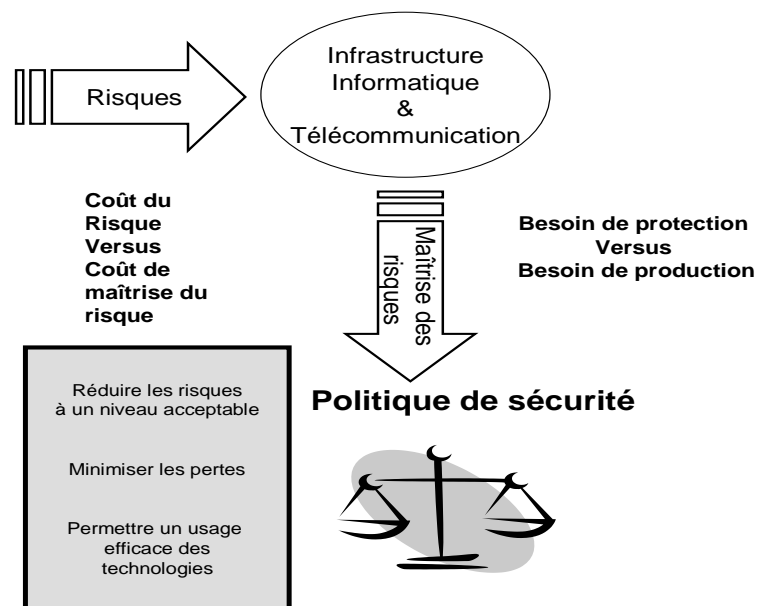 Risques
Infrastructure
Informatique
&
Télécommunication
Coût du
Risque
Versus
Coût de
maîtrise du
risque
Maîtrise des
risques
Besoin de protection
Versus
Besoin de production
Réduire les risques
à un niveau acceptable
Minimiser les pertes
Permettre un usage
efficace des
technologies
Politique de sécurité